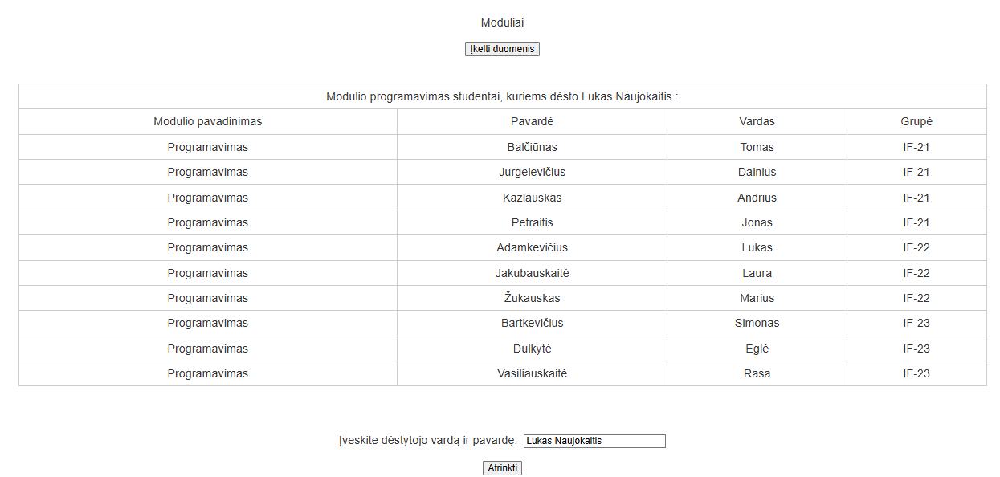 Moduliai
Įkelti duomenis
Modulio programavimas studentai, kuriems dėsto Lukas Naujokaitis :
Modulio pavadinimas Pavardė Vardas Grupė
Programavimas Balčiūnas Tomas IF-21
Programavimas Jurgelevičius Dainius IF-21
Programavimas Kazlauskas Andrius IF-21
Programavimas Petraitis Jonas IF-21
Programavimas Adamkevičius Lukas IF-22
Programavimas Jakubauskaitė Laura IF-22
Programavimas Žukauskas Marius IF-22
Programavimas Bartkevičius Simonas IF-23
Programavimas Dulkytė Eglė IF-23
Programavimas Vasiliauskaitė Rasa IF-23
Įveskite dėstytojo vardą ir pavardę: Lukas Naujokaitis
Atrinkti